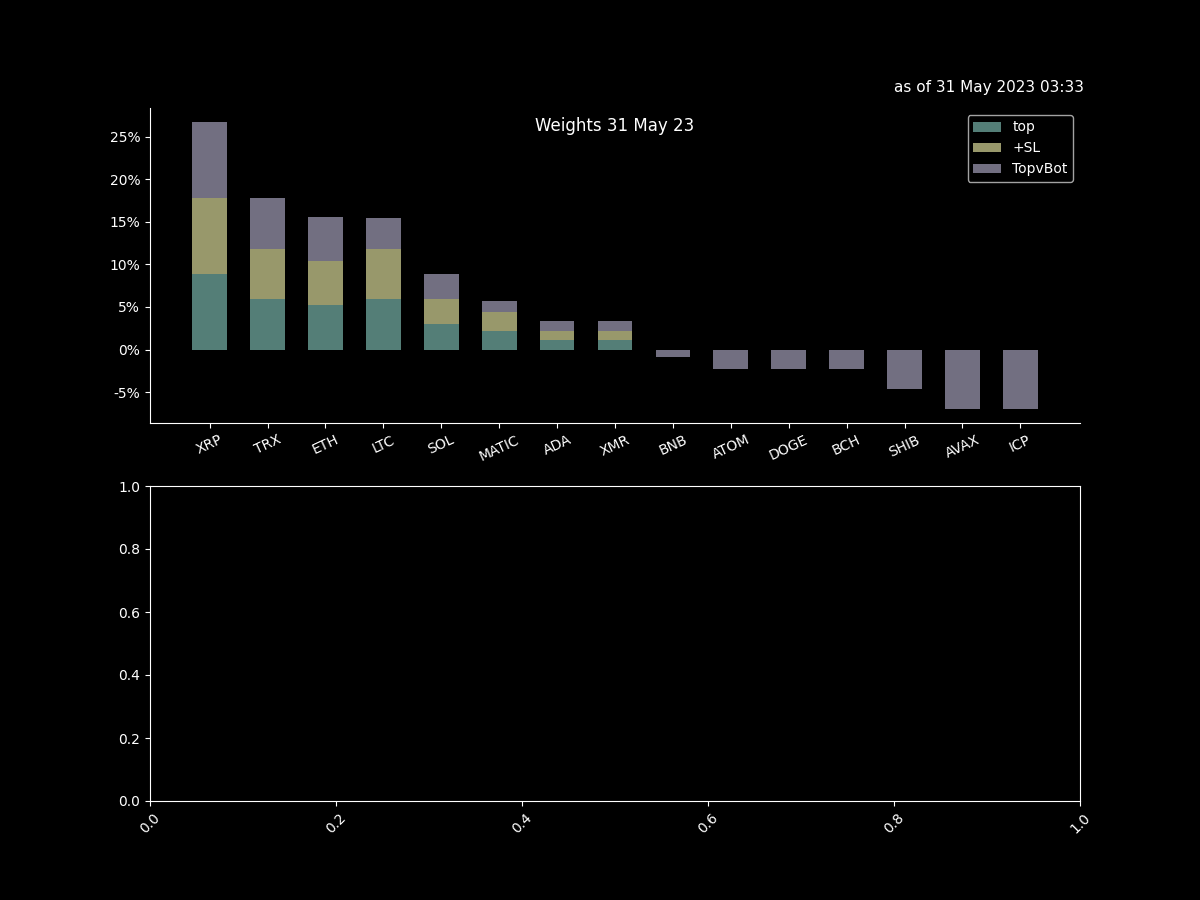 as of 31 May 2023 03:33
Weights 31 May 23
top
+SL
TopvBot
25%
20%
15%
10%
5%
0%
-5%
XRP TRX ETH LTC SOL MATIC ADA XMR BNB ATOM DOGE BCH SHIB AVAX ICP
1.0
0.8
0.6
0.4
0.2
0.0
0.0 0.2 0.4 0.6 0.8 1.0